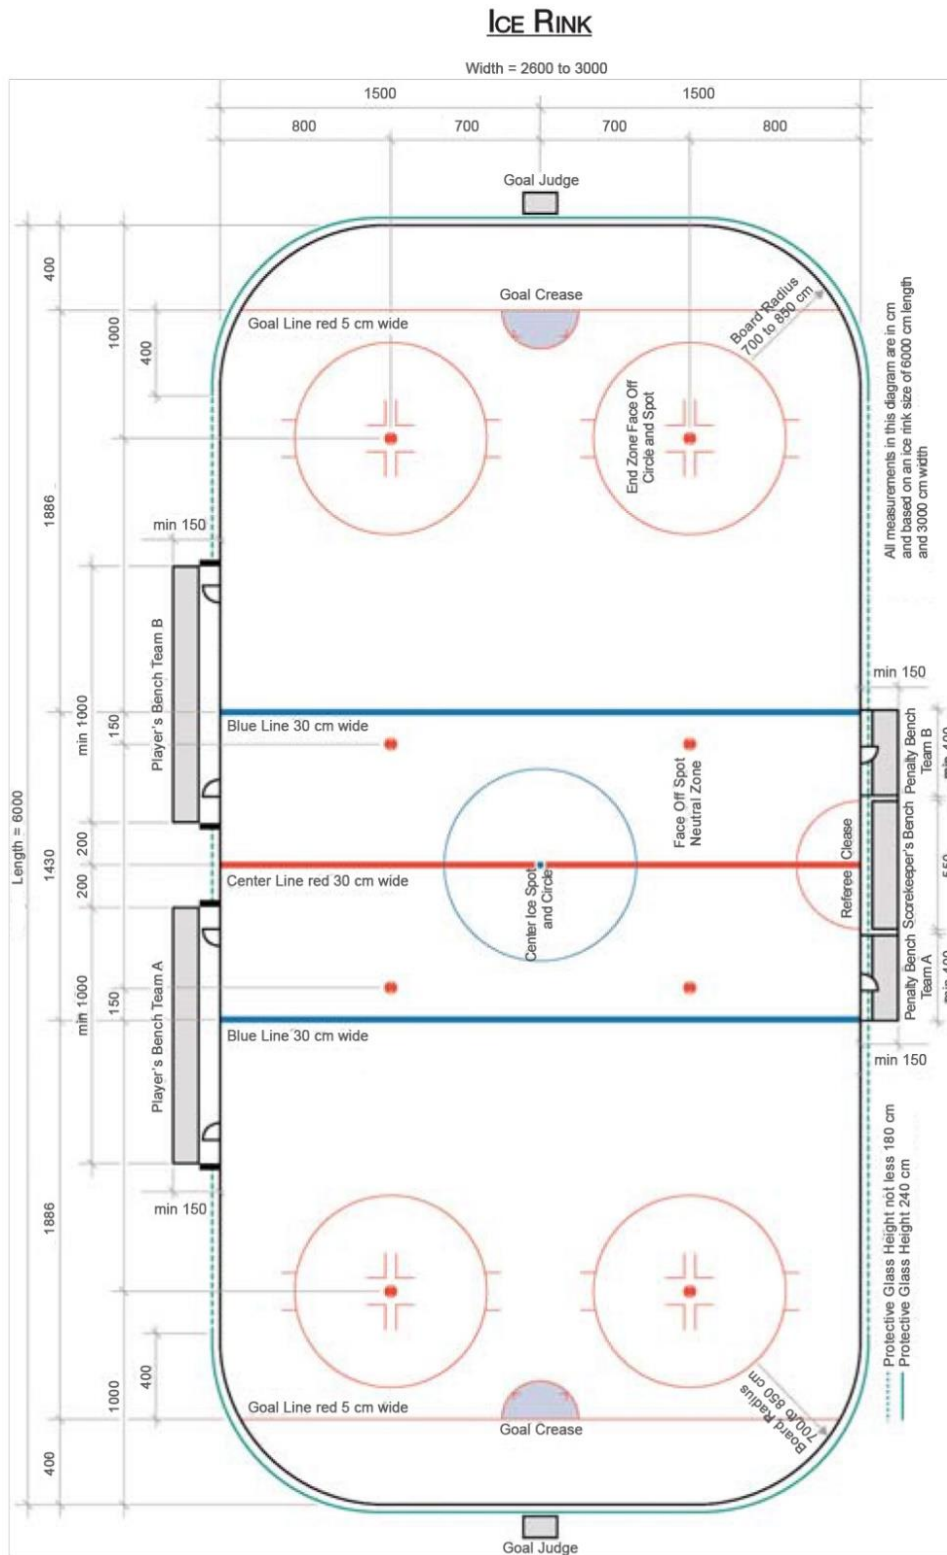 ICE RINK
Width = 2600 to 3000
1500
1500
800
700
700
800
Goal Judge
400
1000
400
Goal Crease
Goal Line red 5 cm wide
Board Radius
700 to 850 cm
End Zone Face Off
Circle and Spot
All measurements in this diagram are in cm
and based on an ice rink size of 6000 cm length
and 3000 cm width
1886
min 150
Player's Bench Team B
min 1000
150
min 150
Blue Line 30 cm wide
Face Off Spot
Neutral Zone
Penalty Bench
Team B
min 400
Length = 6000
1430
200
200
Center Line red 30 cm wide
Center Ice Spot
and Circle
Referee Clease
Scorekeeper's Bench
550
Player's Bench Team A
min 1000
150
Blue Line 30 cm wide
Penalty Bench
Team A
min 400
min 150
min 150
1886
Protective Glass Height not less 180 cm
Protective Glass Height 240 cm
400
1000
400
Goal Line red 5 cm wide
Goal Crease
Board Radius
700 to 850 cm
Goal Judge